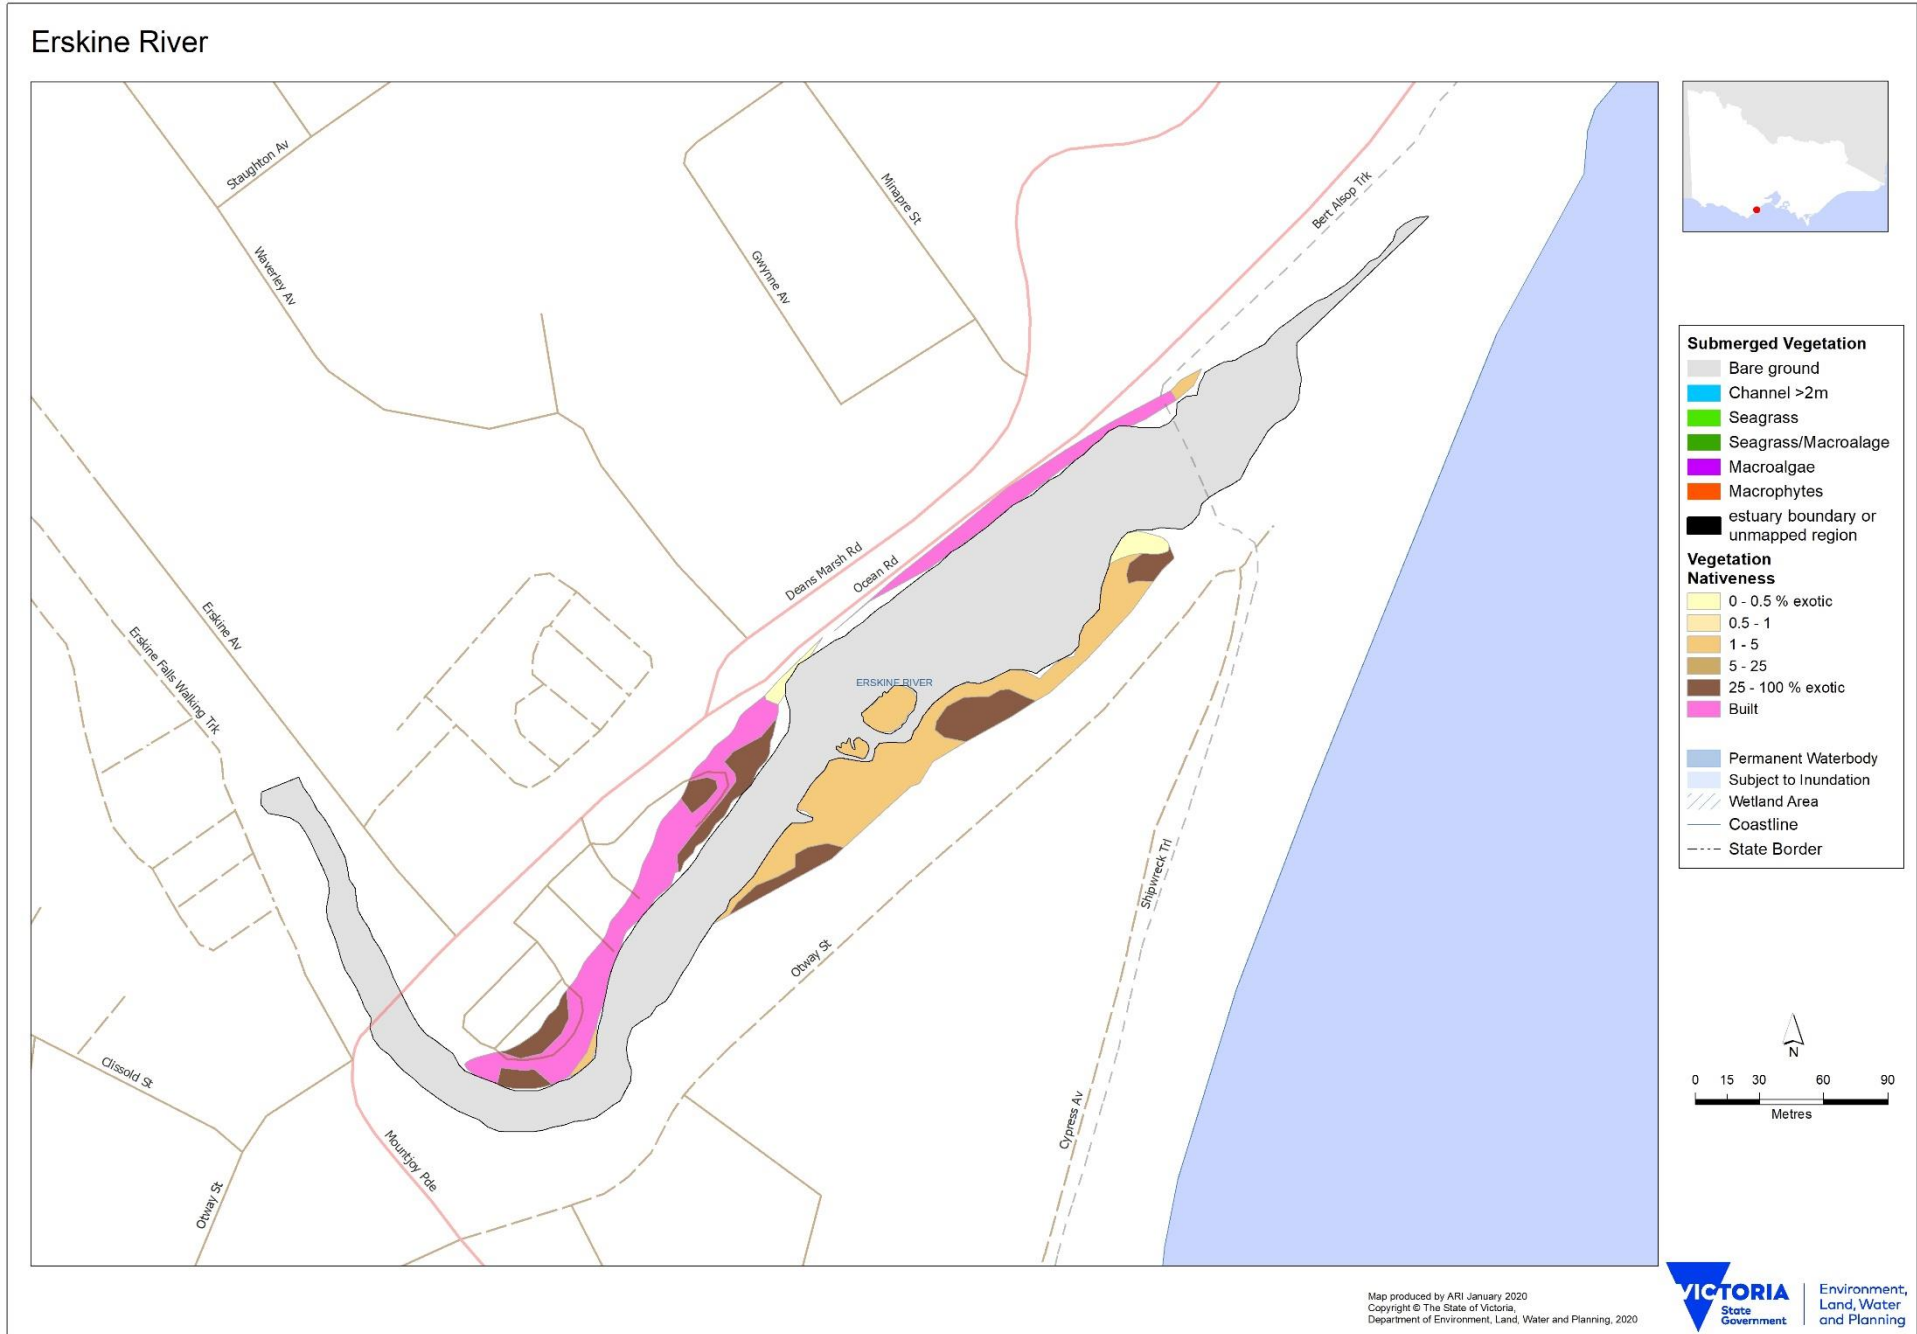 Erskine River
Staughton Av
Waverley Av
Minapre St
Gwynne Av
Bert Alsop Trk
Deans Marsh Rd
Ocean Rd
Erskine Av
Erskine Falls Walking Trk
ERSKINE RIVER
Shipwreck Trl
Otway St
Cypress Av
Clissold St
Mountjoy Pde
Otway St
Submerged Vegetation
Bare ground
Channel >2m
Seagrass
Seagrass/Macroalage
Macroalgae
Macrophytes
estuary boundary or
unmapped region
Vegetation
Nativeness
0 - 0.5 % exotic
0.5 - 1
1 - 5
5 - 25
25 - 100 % exotic
Built
Permanent Waterbody
Subject to Inundation
Wetland Area
Coastline
State Border
N
0 15 30 60 90
Metres
Map produced by ARI January 2020
Copyright © The State of Victoria,
Department of Environment, Land, Water and Planning, 2020
VICTORIA
State
Government
Environment,
Land, Water
and Planning